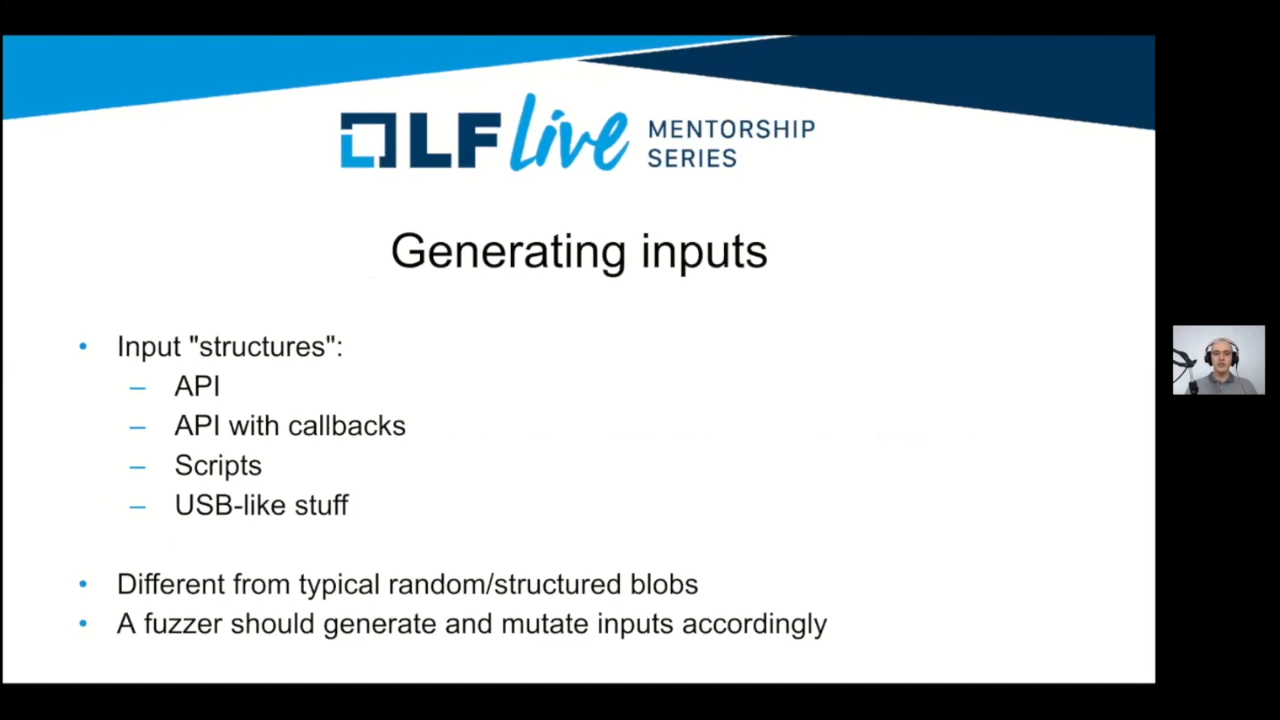 LF Live MENTORSHIP
SERIES
Generating inputs
• Input "structures":
– API
– API with callbacks
– Scripts
– USB-like stuff
• Different from typical random/structured blobs
• A fuzzer should generate and mutate inputs accordingly